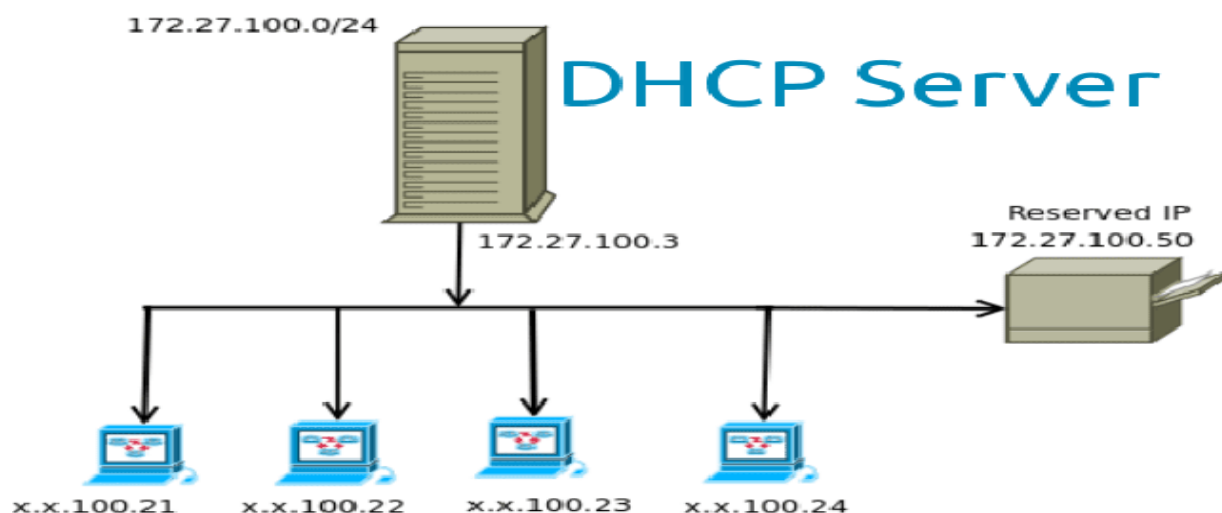 172.27.100.0/24
DHCP Server
172.27.100.3
Reserved IP
172.27.100.50
x.x.100.21
x.x.100.22
x.x.100.23
x.x.100.24